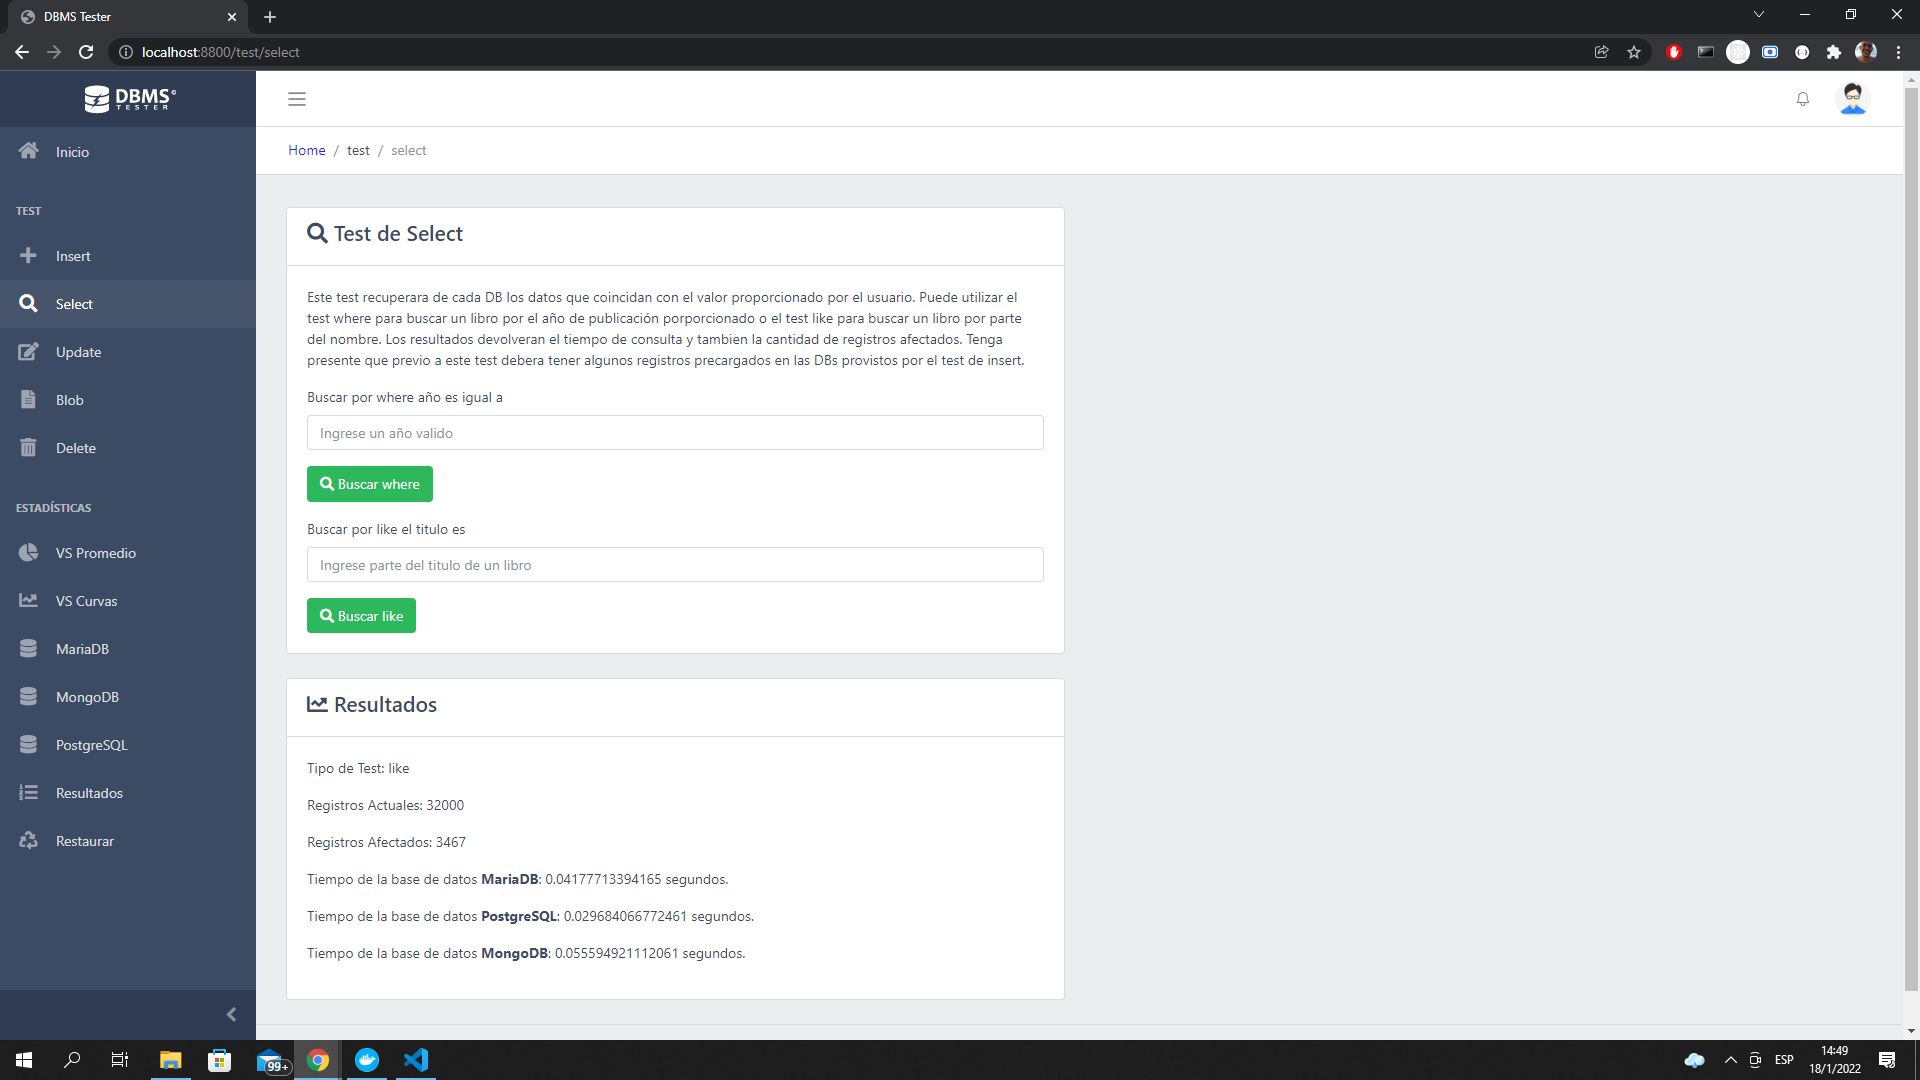 DBMS Tester
localhost:8800/test/select
DBMS©
TESTER
Inicio
TEST
Insert
Select
Update
Blob
Delete
ESTADÍSTICAS
VS Promedio
VS Curvas
MariaDB
MongoDB
PostgreSQL
Resultados
Restaurar
Home / test / select
Test de Select
Este test recuperara de cada DB los datos que coincidan con el valor proporcionado por el usuario. Puede utilizar el
test where para buscar un libro por el año de publicación porporcionado o el test like para buscar un libro por parte
del nombre. Los resultados devolveran el tiempo de consulta y tambien la cantidad de registros afectados. Tenga
presente que previo a este test debera tener algunos registros precargados en las DBs provistos por el test de insert.
Buscar por where año es igual a
Ingrese un año valido
Buscar where
Buscar por like el titulo es
Ingrese parte del titulo de un libro
Buscar like
Resultados
Tipo de Test: like
Registros Actuales: 32000
Registros Afectados: 3467
Tiempo de la base de datos MariaDB: 0.04177713394165 segundos.
Tiempo de la base de datos PostgreSQL: 0.029684066772461 segundos.
Tiempo de la base de datos MongoDB: 0.055594921112061 segundos.
99+
ESP
14:49
18/1/2022